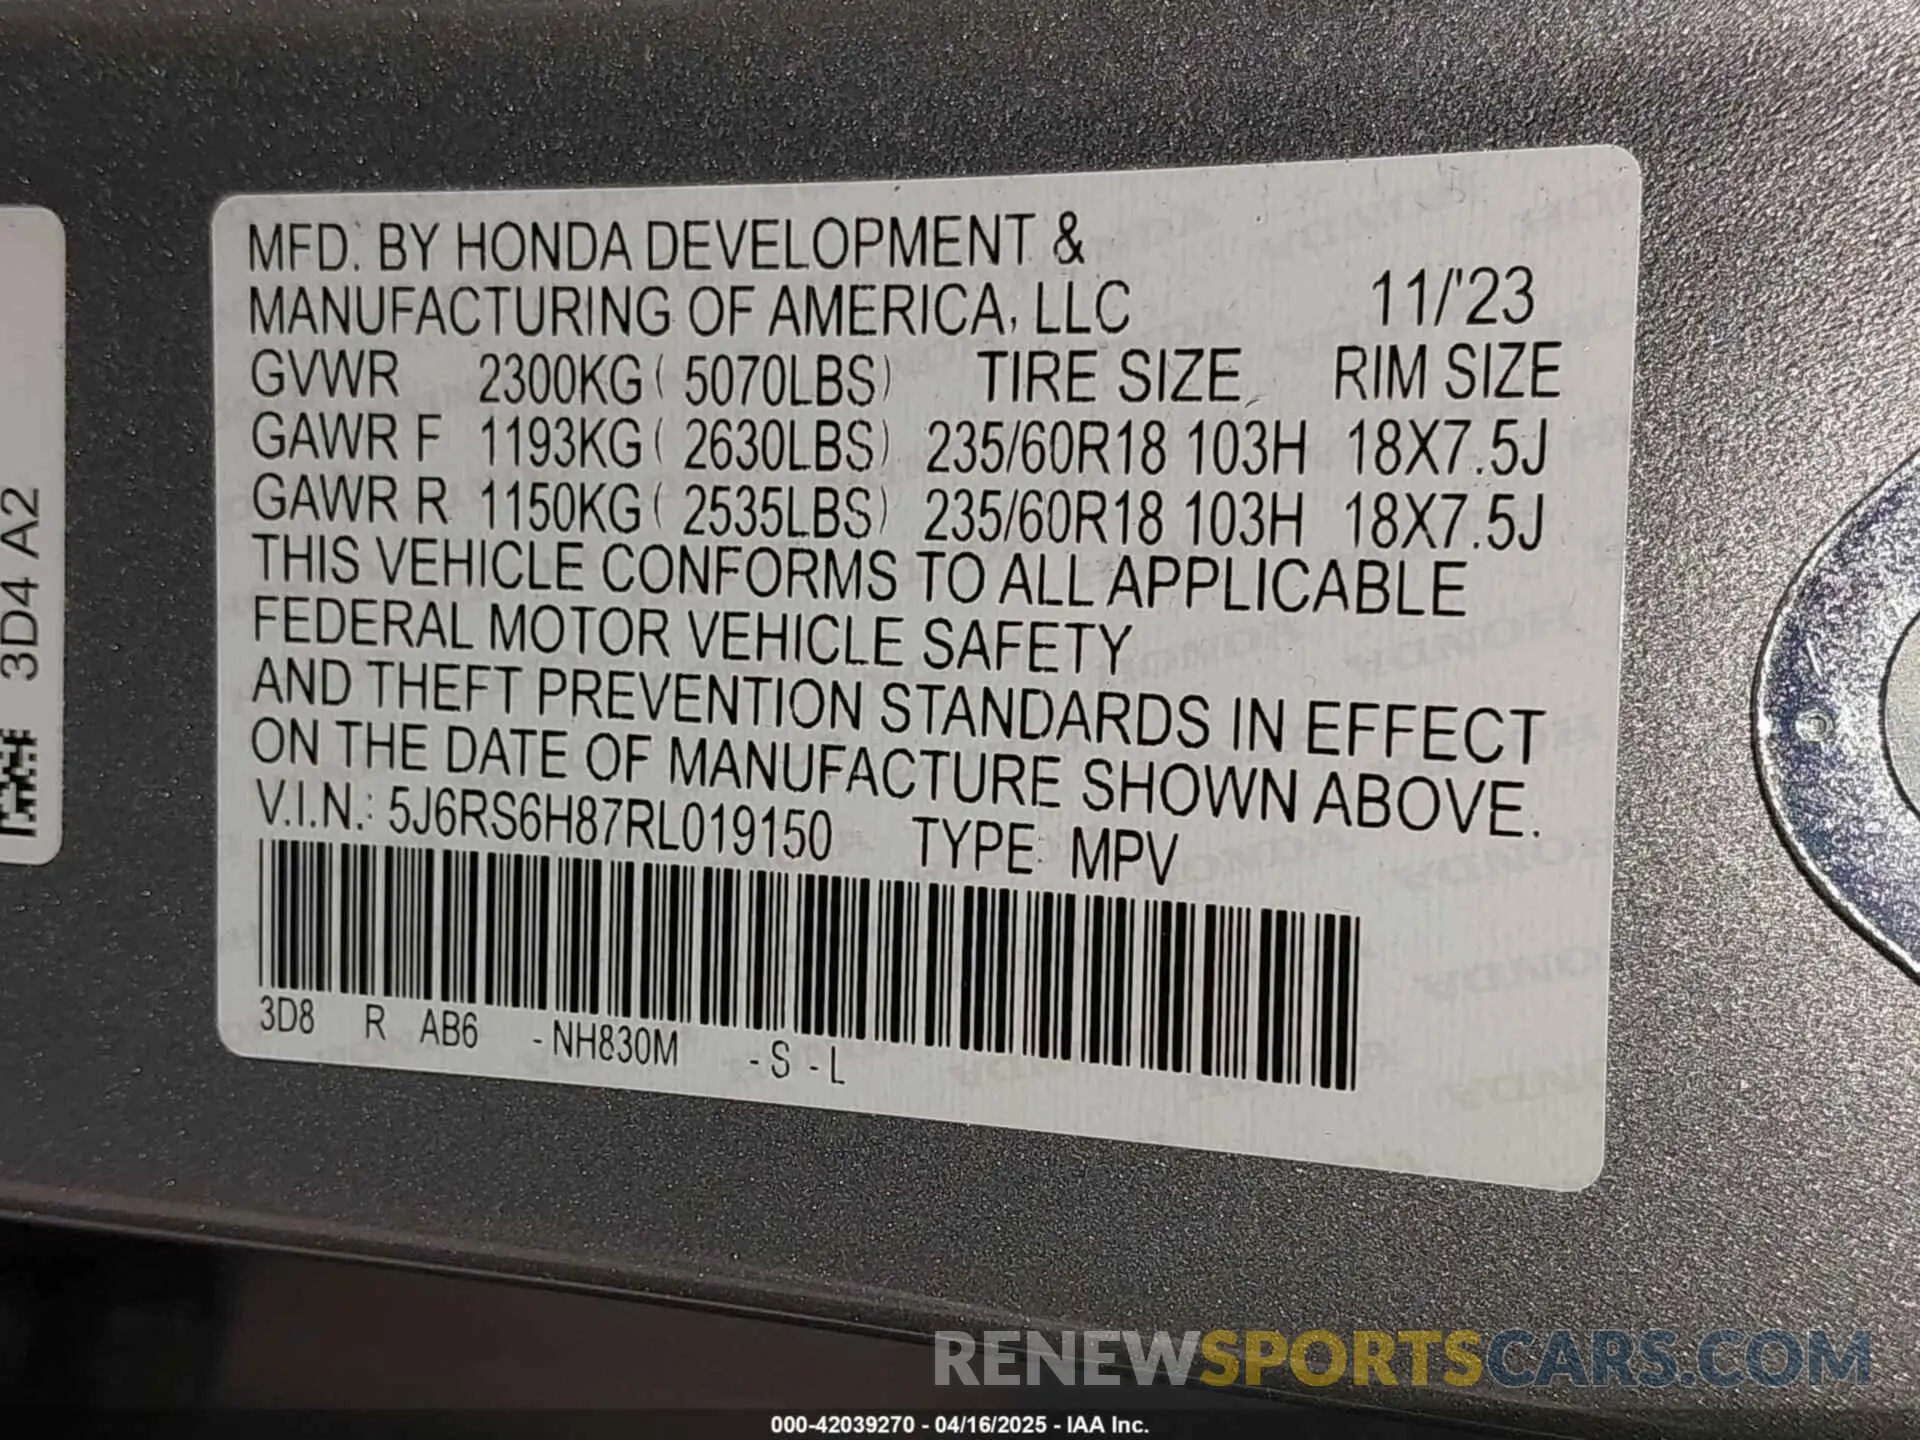 MFD. BY HONDA DEVELOPMENT &
MANUFACTURING OF AMERICA, LLC 11/'23
GVWR 2300KG ( 5070LBS) TIRE SIZE RIM SIZE
GAWR F 1193KG ( 2630LBS) 235/60R18 103H 18X7.5J
GAWR R 1150KG ( 2535LBS) 235/60R18 103H 18X7.5J
THIS VEHICLE CONFORMS TO ALL APPLICABLE
FEDERAL MOTOR VEHICLE SAFETY
AND THEFT PREVENTION STANDARDS IN EFFECT
ON THE DATE OF MANUFACTURE SHOWN ABOVE.
V.I.N.: 5J6RS6H87RL019150 TYPE: MPV
3D8 R AB6 -NH830M -S-L
3D4 A2
RENEWSPORTSCARS.COM
000-42039270 - 04/16/2025 - IAA Inc.